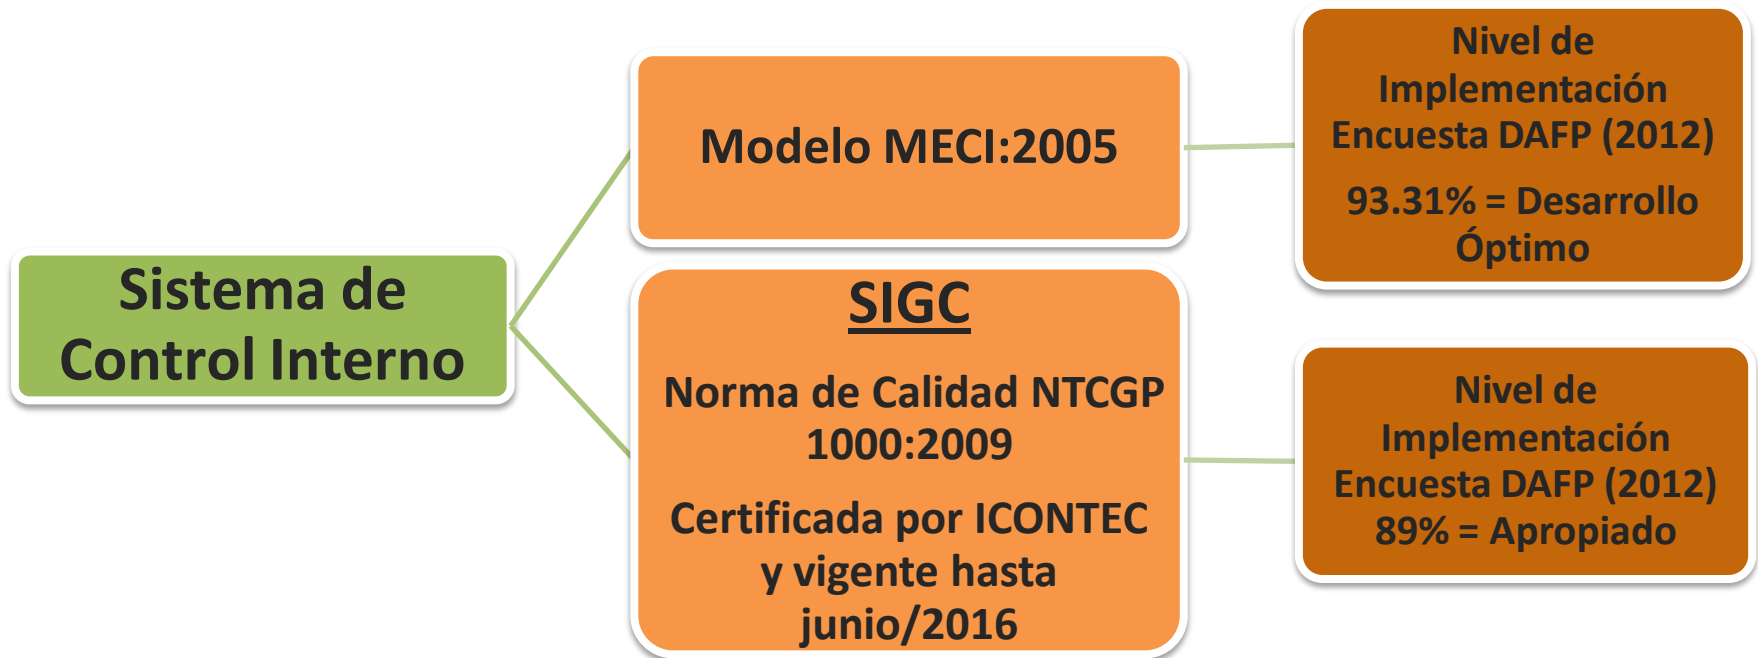 Sistema de
Control Interno
Modelo MECI:2005
Nivel de
Implementación
Encuesta DAFP (2012)
93.31% = Desarrollo
Óptimo
SIGC
Norma de Calidad NTCGP
1000:2009
Certificada por ICONTEC
y vigente hasta
junio/2016
Nivel de
Implementación
Encuesta DAFP (2012)
89% = Apropiado